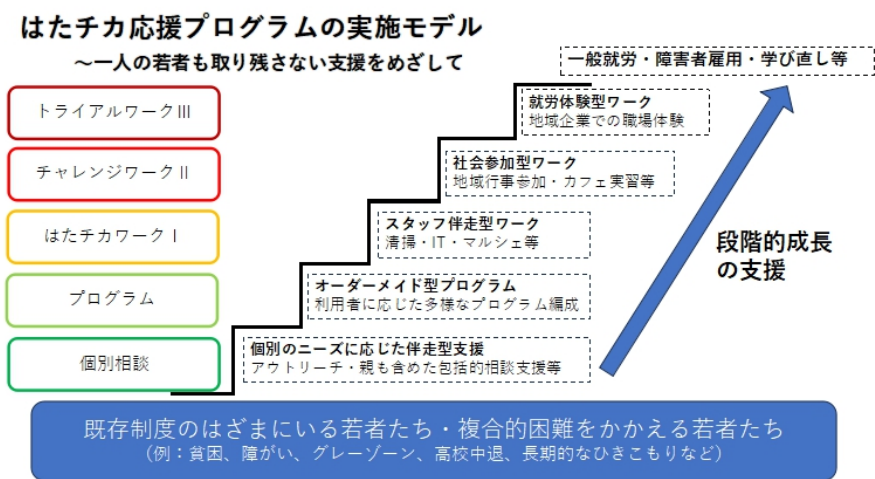 はたチカ応援プログラムの実施モデル
～一人の若者も取り残さない支援をめざして
一般就労・障害者雇用・学び直し等
トライアルワークⅢ
就労体験型ワーク
地域企業での職場体験
チャレンジワークⅡ
社会参加型ワーク
地域行事参加・カフェ実習等
はたチカワークⅠ
スタッフ伴走型ワーク
清掃・IT・マルシェ等
段階的成長
の支援
プログラム
オーダーメイド型プログラム
利用者に応じた多様なプログラム編成
個別相談
個別のニーズに応じた伴走型支援
アウトリーチ・親も含めた包括的相談支援等
既存制度のはざまにいる若者たち・複合的困難をかかえる若者たち
（例：貧困、障がい、グレーゾーン、高校中退、長期的なひきこもりなど）